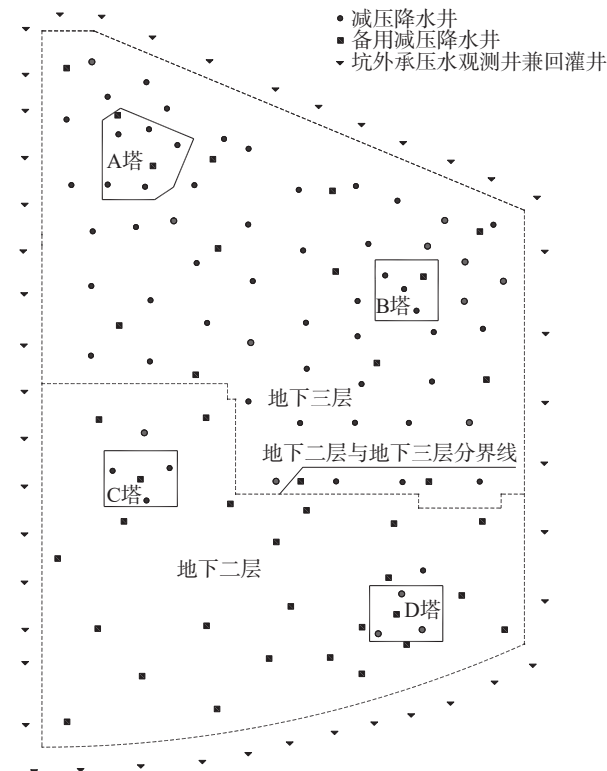 减压降水井
备用减压降水井
坑外承压水观测井兼回灌井
A塔
B塔
地下三层
地下二层与地下三层分界线
C塔
地下二层
D塔